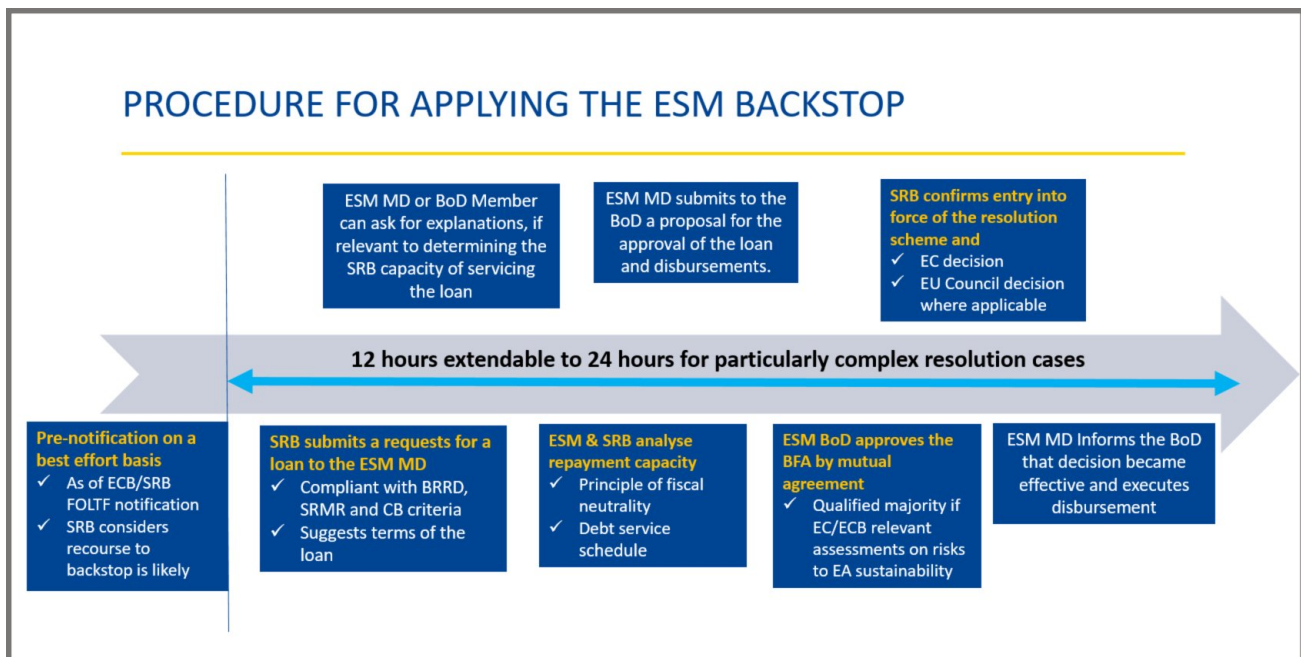 PROCEDURE FOR APPLYING THE ESM BACKSTOP
ESM MD or BoD Member
can ask for explanations, if
relevant to determining the
SRB capacity of servicing
the loan
ESM MD submits to the
BoD a proposal for the
approval of the loan
and disbursements.
SRB confirms entry into
force of the resolution
scheme and
✓ EC decision
✓ EU Council decision
where applicable
12 hours extendable to 24 hours for particularly complex resolution cases
Pre-notification on a
best effort basis
✓ As of ECB/SRB
FOLTF notification
✓ SRB considers
recourse to
backstop is likely
SRB submits a requests for a
loan to the ESM MD
✓ Compliant with BRRD,
SRMR and CB criteria
✓ Suggests terms of the
loan
ESM & SRB analyse
repayment capacity
✓ Principle of fiscal
neutrality
✓ Debt service
schedule
ESM BoD approves the
BFA by mutual
agreement
✓ Qualified majority if
EC/ECB relevant
assessments on risks
to EA sustainability
ESM MD Informs the BoD
that decision became
effective and executes
disbursement